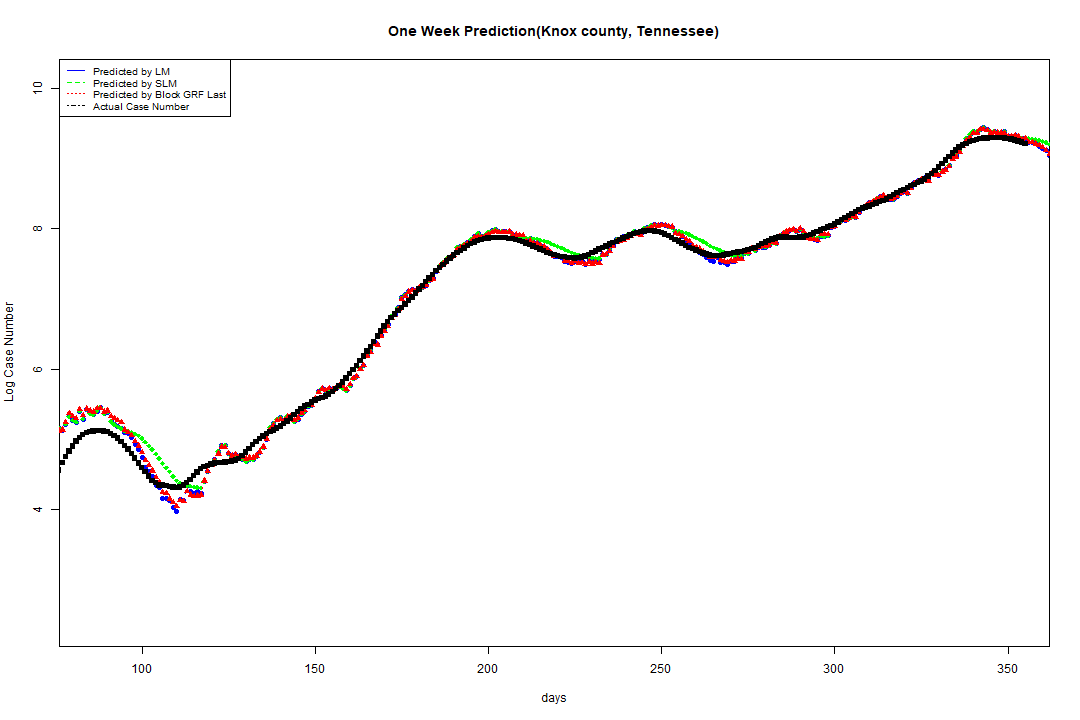 One Week Prediction(Knox county, Tennessee)
Predicted by LM
Predicted by SLM
Predicted by Block GRF Last
Actual Case Number
10
8
6
4
Log Case Number
100 150 200 250 300 350
days